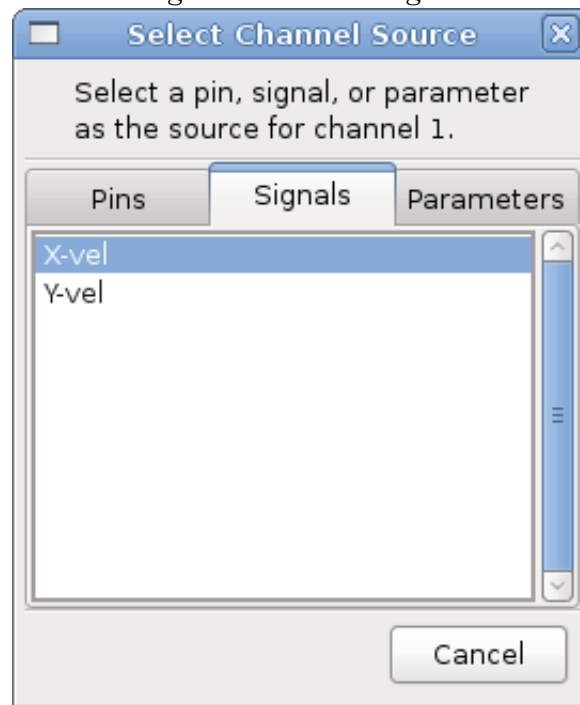 Select Channel Source
Select a pin, signal, or parameter
as the source for channel 1.
Pins Signals Parameters
X-vel
Y-vel
Cancel